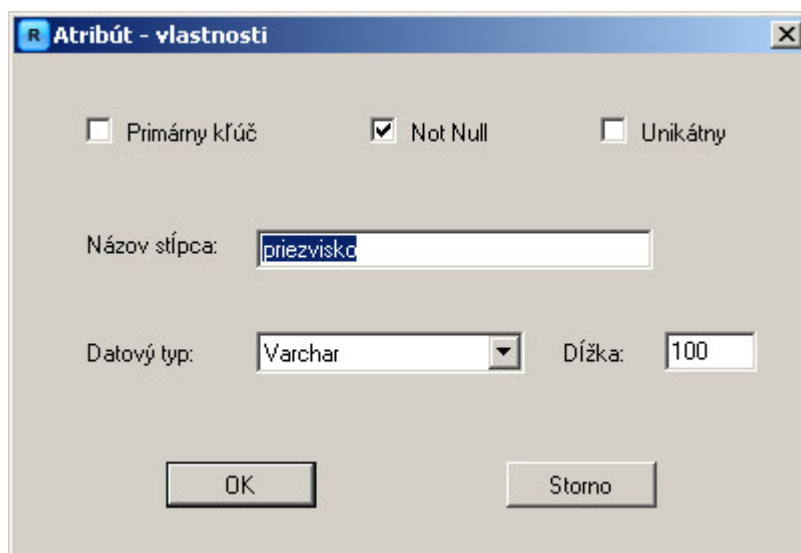 R Atribút - vlastnosti
Primárny kľúč Not Null Unikátny
Názov stĺpca: priezvisko
Datový typ: Varchar Dĺžka: 100
OK Storno